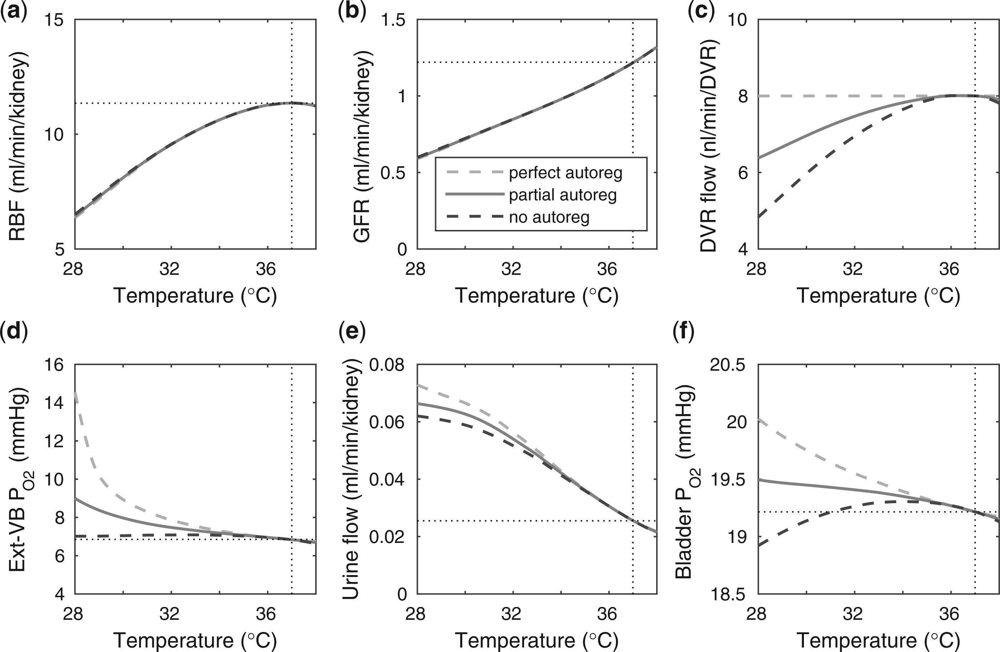 (a)
15
10
5
RBF (ml/min/kidney)
28 32 36
Temperature (°C)
(b)
1.5
1
0.5
0
GFR (ml/min/kidney)
perfect autoreg
partial autoreg
no autoreg
28 32 36
Temperature (°C)
(c)
10
8
6
4
DVR flow (nl/min/DVR)
28 32 36
Temperature (°C)
(d)
16
14
12
10
8
6
4
Ext-VB PO2 (mmHg)
28 32 36
Temperature (°C)
(e)
0.08
0.06
0.04
0.02
0
Urine flow (ml/min/kidney)
28 32 36
Temperature (°C)
(f)
20.5
20
19.5
19
18.5
Bladder PO2 (mmHg)
28 32 36
Temperature (°C)